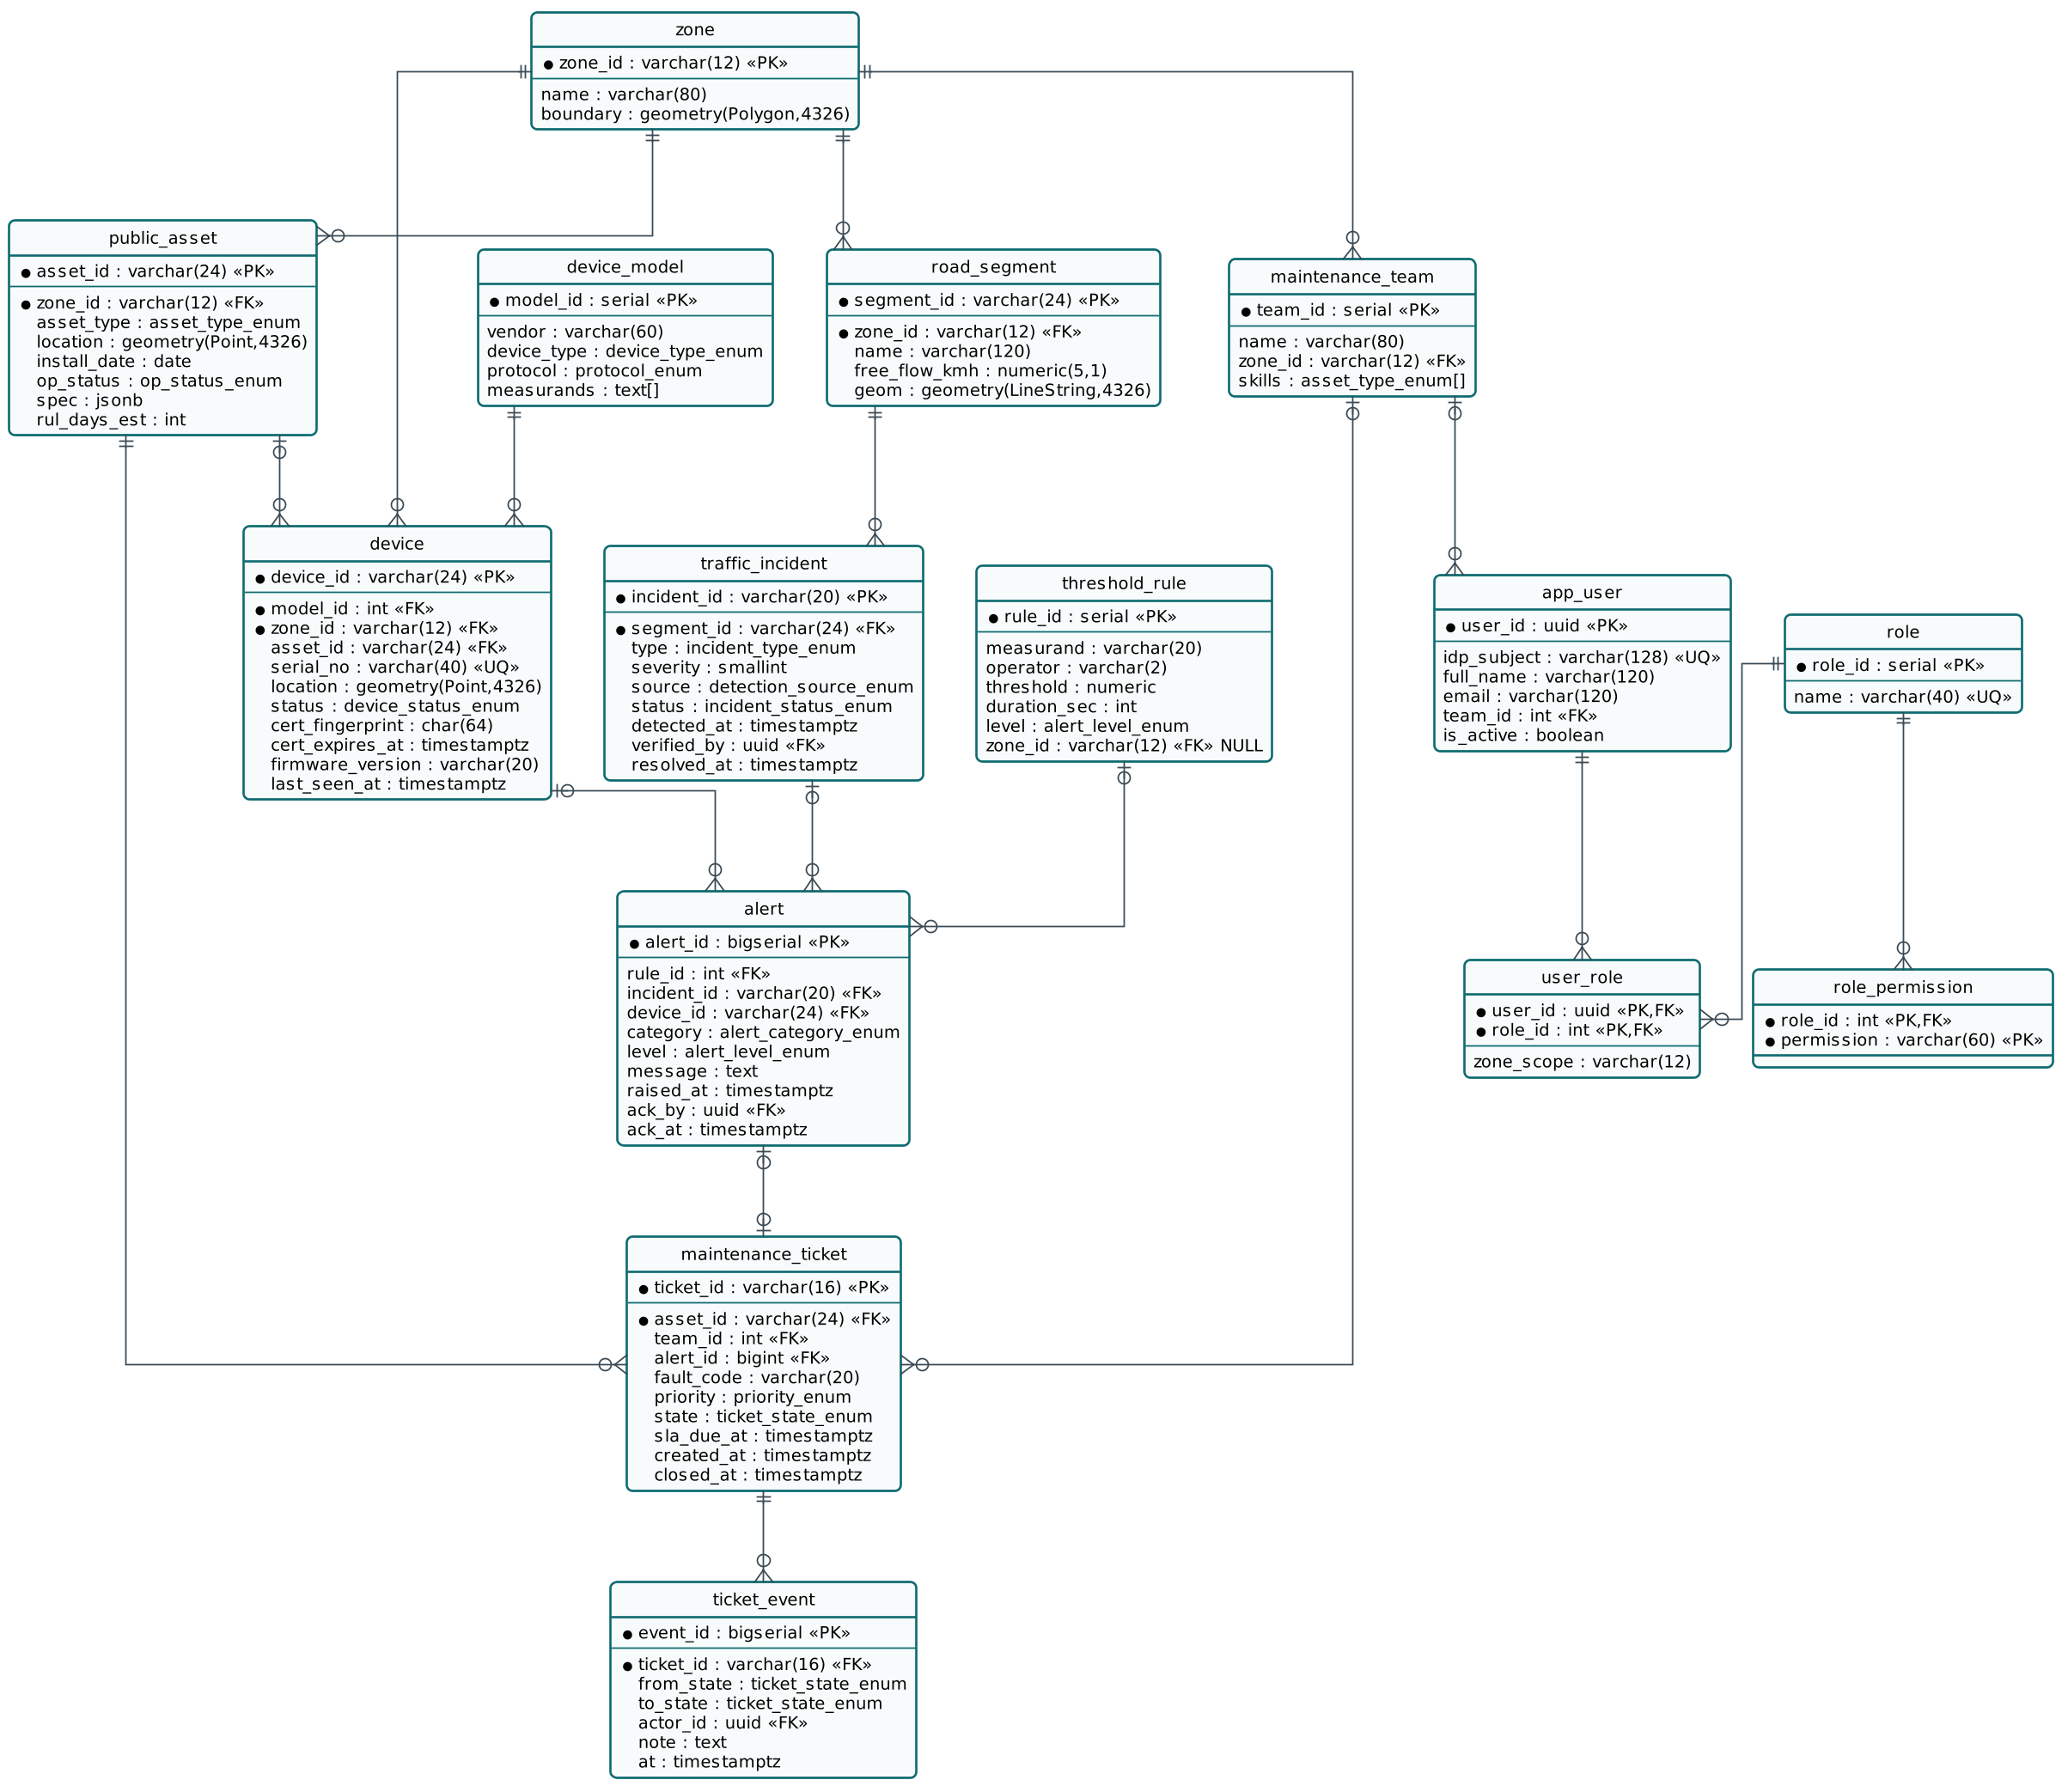 zone
zone_id : varchar(12) «PK»
name : varchar(80)
boundary : geometry(Polygon,4326)
public_asset
asset_id : varchar(24) «PK»
zone_id : varchar(12) «FK»
asset_type : asset_type_enum
location : geometry(Point,4326)
install_date : date
op_status : op_status_enum
spec : jsonb
rul_days_est : int
device_model
model_id : serial «PK»
vendor : varchar(60)
device_type : device_type_enum
protocol : protocol_enum
measurands : text[]
road_segment
segment_id : varchar(24) «PK»
zone_id : varchar(12) «FK»
name : varchar(120)
free_flow_kmh : numeric(5,1)
geom : geometry(LineString,4326)
maintenance_team
team_id : serial «PK»
name : varchar(80)
zone_id : varchar(12) «FK»
skills : asset_type_enum[]
device
device_id : varchar(24) «PK»
model_id : int «FK»
zone_id : varchar(12) «FK»
asset_id : varchar(24) «FK»
serial_no : varchar(40) «UQ»
location : geometry(Point,4326)
status : device_status_enum
cert_fingerprint : char(64)
cert_expires_at : timestamptz
firmware_version : varchar(20)
last_seen_at : timestamptz
traffic_incident
incident_id : varchar(20) «PK»
segment_id : varchar(24) «FK»
type : incident_type_enum
severity : smallint
source : detection_source_enum
status : incident_status_enum
detected_at : timestamptz
verified_by : uuid «FK»
resolved_at : timestamptz
threshold_rule
rule_id : serial «PK»
measurand : varchar(20)
operator : varchar(2)
threshold : numeric
duration_sec : int
level : alert_level_enum
zone_id : varchar(12) «FK» NULL
app_user
user_id : uuid «PK»
idp_subject : varchar(128) «UQ»
full_name : varchar(120)
email : varchar(120)
team_id : int «FK»
is_active : boolean
role
role_id : serial «PK»
name : varchar(40) «UQ»
alert
alert_id : bigserial «PK»
rule_id : int «FK»
incident_id : varchar(20) «FK»
device_id : varchar(24) «FK»
category : alert_category_enum
level : alert_level_enum
message : text
raised_at : timestamptz
ack_by : uuid «FK»
ack_at : timestamptz
user_role
user_id : uuid «PK,FK»
role_id : int «PK,FK»
zone_scope : varchar(12)
role_permission
role_id : int «PK,FK»
permission : varchar(60) «PK»
maintenance_ticket
ticket_id : varchar(16) «PK»
asset_id : varchar(24) «FK»
team_id : int «FK»
alert_id : bigint «FK»
fault_code : varchar(20)
priority : priority_enum
state : ticket_state_enum
sla_due_at : timestamptz
created_at : timestamptz
closed_at : timestamptz
ticket_event
event_id : bigserial «PK»
ticket_id : varchar(16) «FK»
from_state : ticket_state_enum
to_state : ticket_state_enum
actor_id : uuid «FK»
note : text
at : timestamptz